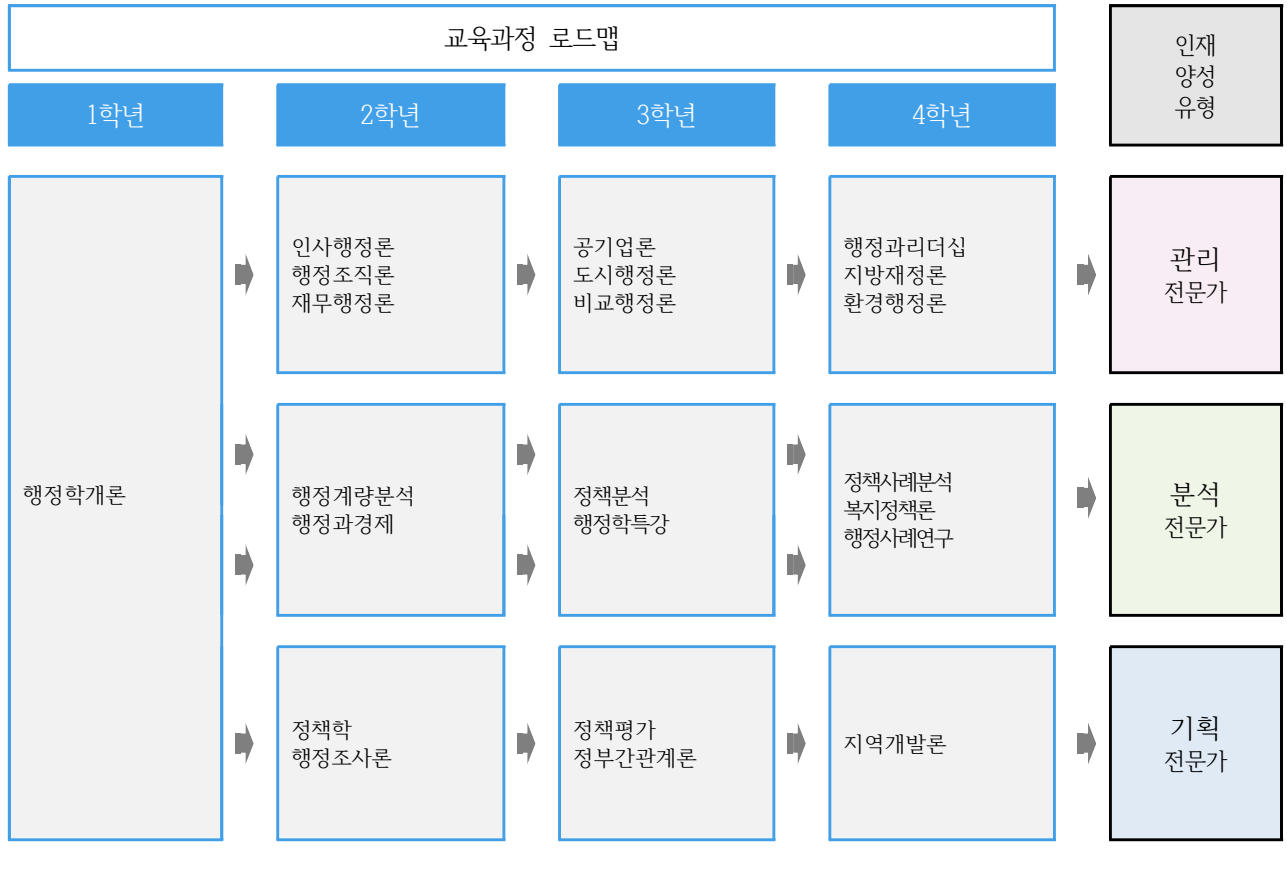 교육과정 로드맵
인재
양성
유형
1학년
2학년
3학년
4학년
행정학개론
인사행정론
행정조직론
재무행정론
공기업론
도시행정론
비교행정론
행정과리더십
지방재정론
환경행정론
관리
전문가
행정계량분석
행정과경제
정책분석
행정학특강
정책사례분석
복지정책론
행정사례연구
분석
전문가
정책학
행정조사론
정책평가
정부간관계론
지역개발론
기획
전문가